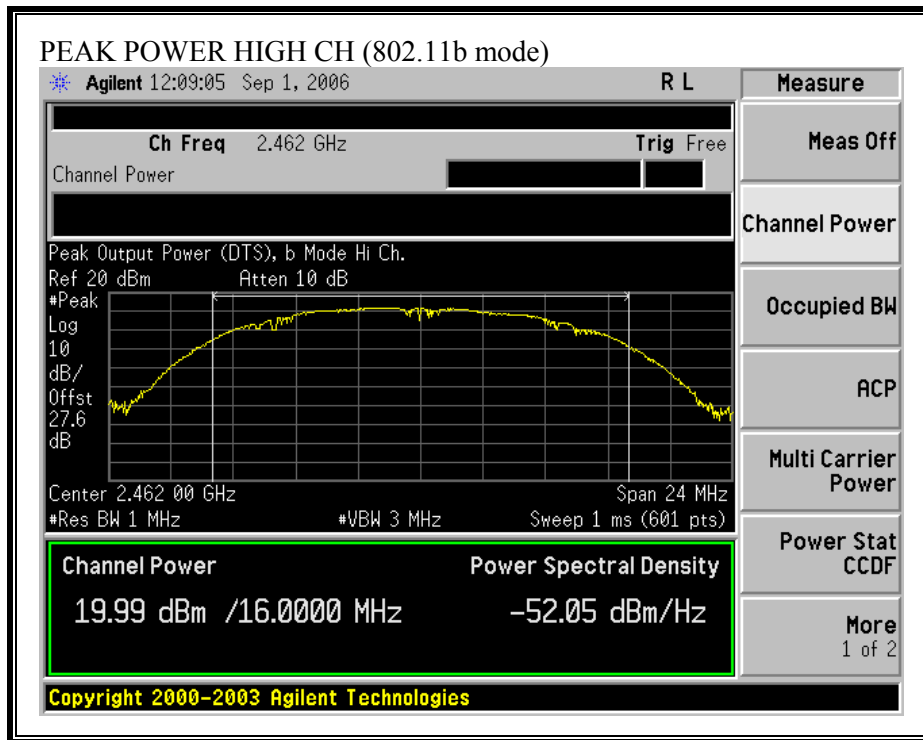 PEAK POWER HIGH CH (802.11b mode)
Agilent 12:09:05 Sep 1, 2006 R L
Ch Freq 2.462 GHz Trig Free
Channel Power
Peak Output Power (DTS), b Mode Hi Ch.
Ref 20 dBm Atten 10 dB
#Peak
Log
10
dB/
Offst
27.6
dB
Center 2.462 00 GHz Span 24 MHz
#Res BW 1 MHz #VBW 3 MHz Sweep 1 ms (601 pts)
Channel Power Power Spectral Density
19.99 dBm /16.0000 MHz -52.05 dBm/Hz
Copyright 2000-2003 Agilent Technologies
Measure
Meas Off
Channel Power
Occupied BW
ACP
Multi Carrier
Power
Power Stat
CCDF
More
1 of 2